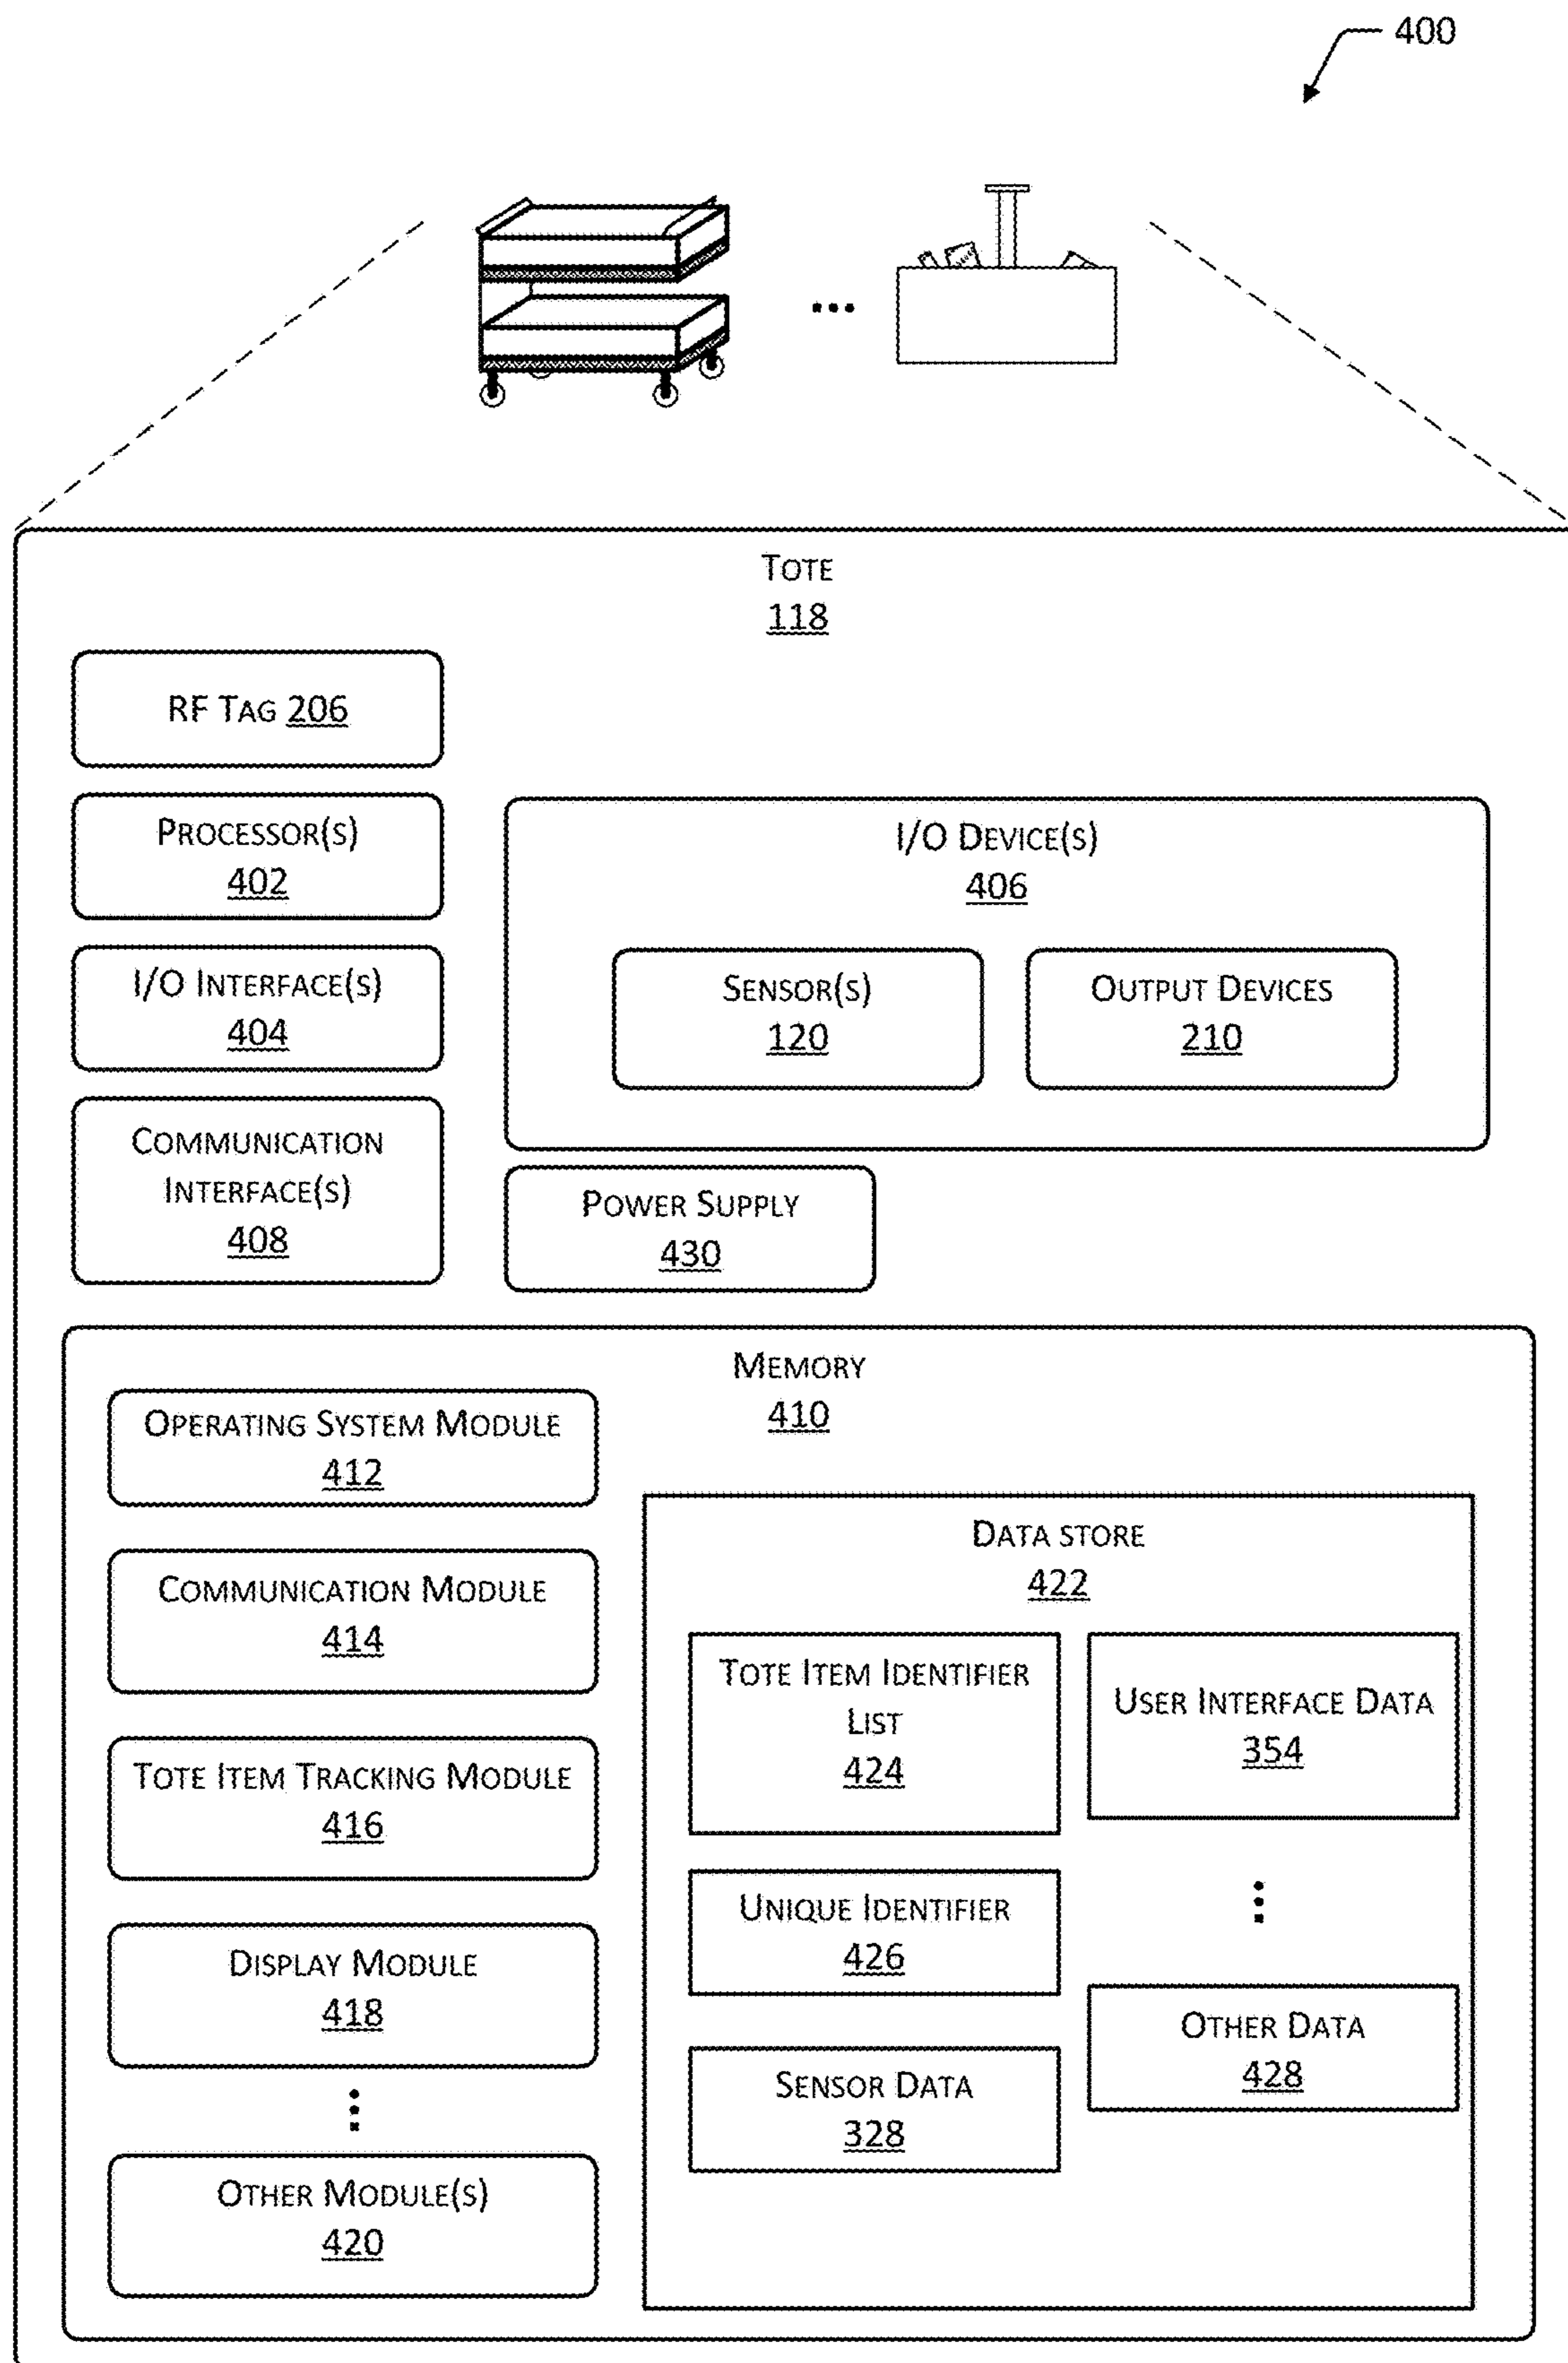 400
TOTE
118
RF TAG 206
PROCESSOR(S)
402
I/O INTERFACE(S)
404
COMMUNICATION
INTERFACE(S)
408
I/O DEVICE(S)
406
SENSOR(S)
120
OUTPUT DEVICES
210
POWER SUPPLY
430
MEMORY
410
OPERATING SYSTEM MODULE
412
COMMUNICATION MODULE
414
TOTE ITEM TRACKING MODULE
416
DISPLAY MODULE
418
OTHER MODULE(S)
420
DATA STORE
422
TOTE ITEM IDENTIFIER
LIST
424
UNIQUE IDENTIFIER
426
SENSOR DATA
328
USER INTERFACE DATA
354
OTHER DATA
428